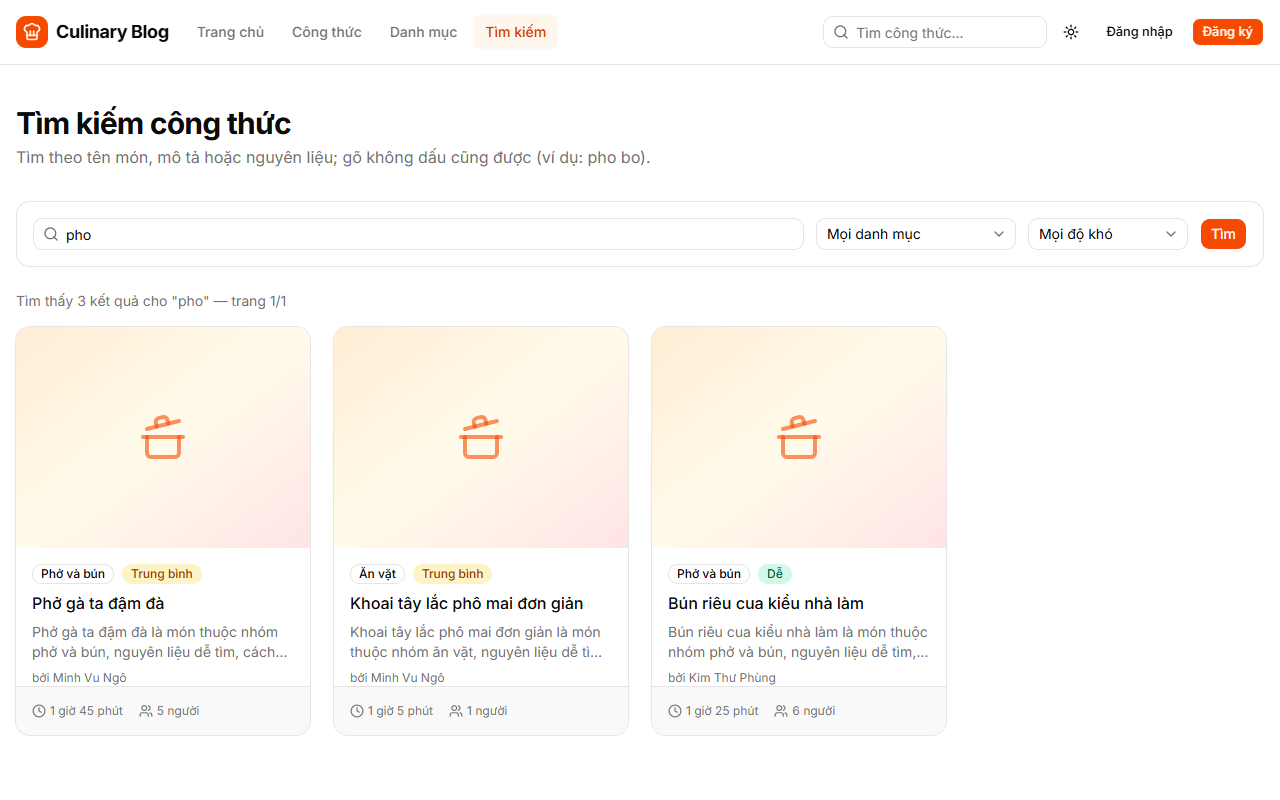 Culinary Blog Trang chủ Công thức Danh mục Tìm kiếm Tìm công thức... Đăng nhập Đăng ký
Tìm kiếm công thức
Tìm theo tên món, mô tả hoặc nguyên liệu; gõ không dấu cũng được (ví dụ: pho bo).
pho Mọi danh mục Mọi độ khó Tìm
Tìm thấy 3 kết quả cho "pho" — trang 1/1
Phở và bún Trung bình
Phở gà ta đậm đà
Phở gà ta đậm đà là món thuộc nhóm
phở và bún, nguyên liệu dễ tìm, cách...
bởi Minh Vu Ngô
1 giờ 45 phút 5 người
Ăn vặt Trung bình
Khoai tây lắc phô mai đơn giản
Khoai tây lắc phô mai đơn giản là món
thuộc nhóm ăn vặt, nguyên liệu dễ tì...
bởi Minh Vu Ngô
1 giờ 5 phút 1 người
Phở và bún Dễ
Bún riêu cua kiểu nhà làm
Bún riêu cua kiểu nhà làm là món thuộc
nhóm phở và bún, nguyên liệu dễ tìm,...
bởi Kim Thư Phùng
1 giờ 25 phút 6 người